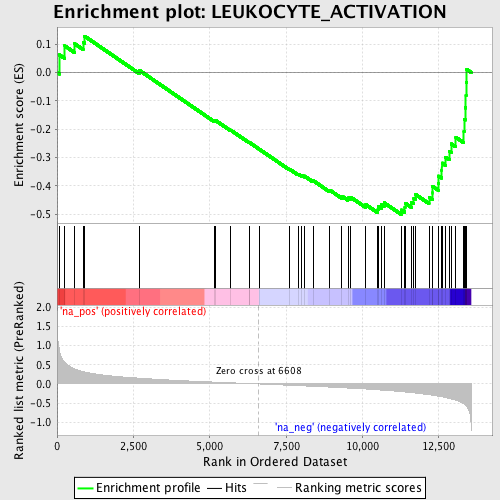 Enrichment plot: LEUKOCYTE_ACTIVATION
Enrichment score (ES)
0.1
0.0
-0.1
-0.2
-0.3
-0.4
-0.5
'na_pos' (positively correlated)
Ranked list metric (PreRanked)
2.0
1.5
1.0
0.5
0.0
-0.5
-1.0
Zero cross at 6608
'na_neg' (negatively correlated)
0
2,500
5,000
7,500
10,000
12,500
Rank in Ordered Dataset
Enrichment profile
Hits
Ranking metric scores